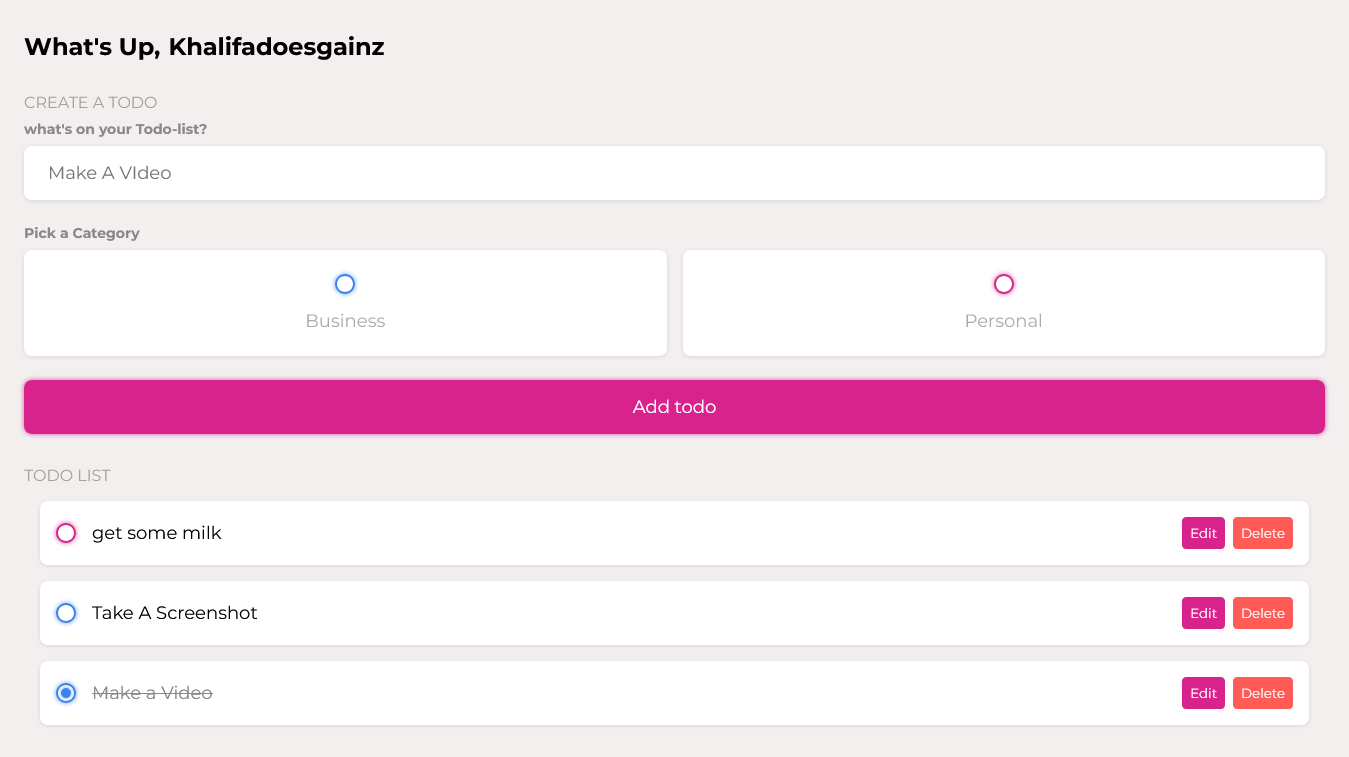 What's Up, Khalifadoesgainz
CREATE A TODO
what's on your Todo-list?
Make A VIdeo
Pick a Category
Business
Personal
Add todo
TODO LIST
get some milk
Edit
Delete
Take A Screenshot
Edit
Delete
Make a Video
Edit
Delete